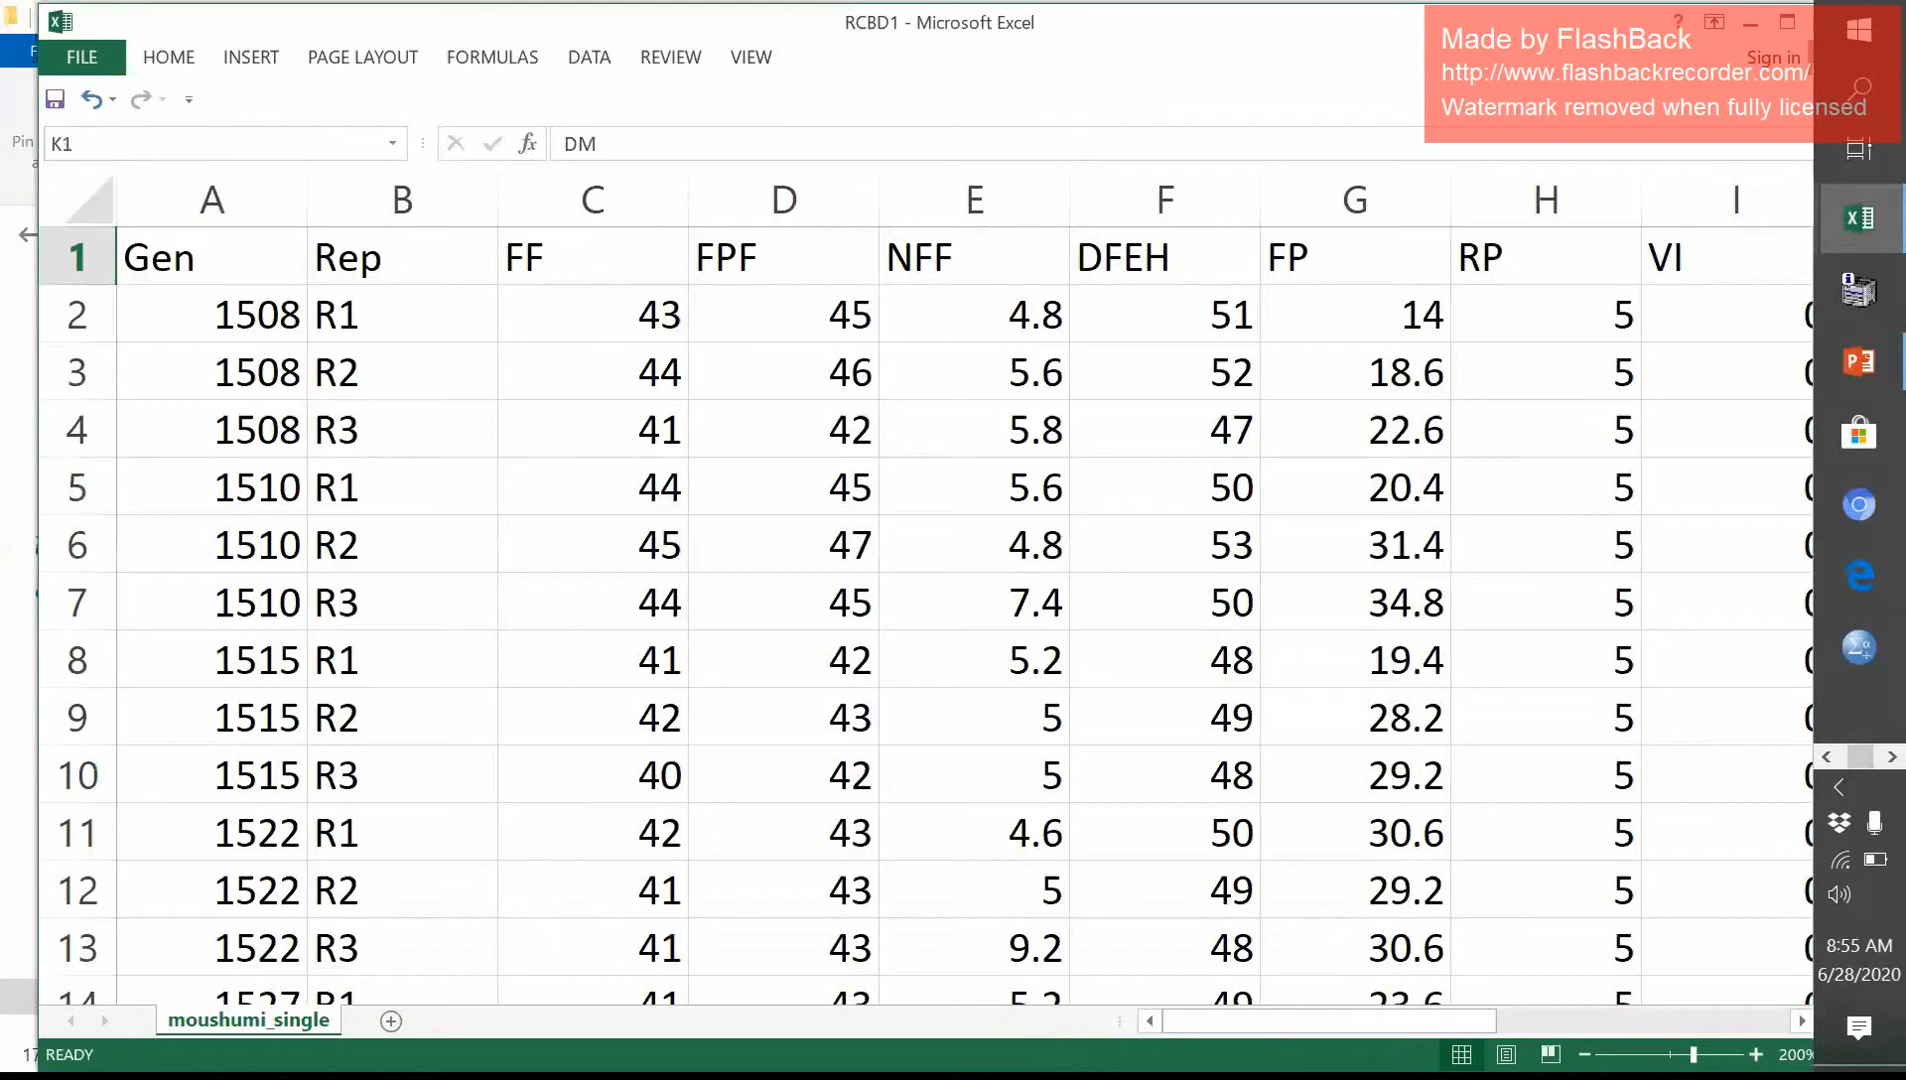 RCBD1 - Microsoft Excel
Made by FlashBack
http://www.flashbackrecorder.com/
Watermark removed when fully licensed
Sign in
FILE HOME INSERT PAGE LAYOUT FORMULAS DATA REVIEW VIEW
Pin
K1 fx DM
A B C D E F G H I
1 Gen Rep FF FPF NFF DFEH FP RP VI
2 1508 R1 43 45 4.8 51 14 5
3 1508 R2 44 46 5.6 52 18.6 5
4 1508 R3 41 42 5.8 47 22.6 5
5 1510 R1 44 45 5.6 50 20.4 5
6 1510 R2 45 47 4.8 53 31.4 5
7 1510 R3 44 45 7.4 50 34.8 5
8 1515 R1 41 42 5.2 48 19.4 5
9 1515 R2 42 43 5 49 28.2 5
10 1515 R3 40 42 5 48 29.2 5
11 1522 R1 42 43 4.6 50 30.6 5
12 1522 R2 41 43 5 49 29.2 5
13 1522 R3 41 43 9.2 48 30.6 5
14 1527 R1 41 43 5.2 49 23.6 5
moushumi_single
READY
200%
8:55 AM
6/28/2020